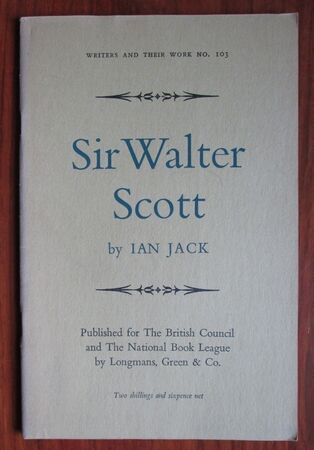 WRITERS AND THEIR WORK NO. 103
Sir Walter
Scott
by IAN JACK
Published for The British Council
and The National Book League
by Longmans, Green & Co.
Two shillings and sixpence net